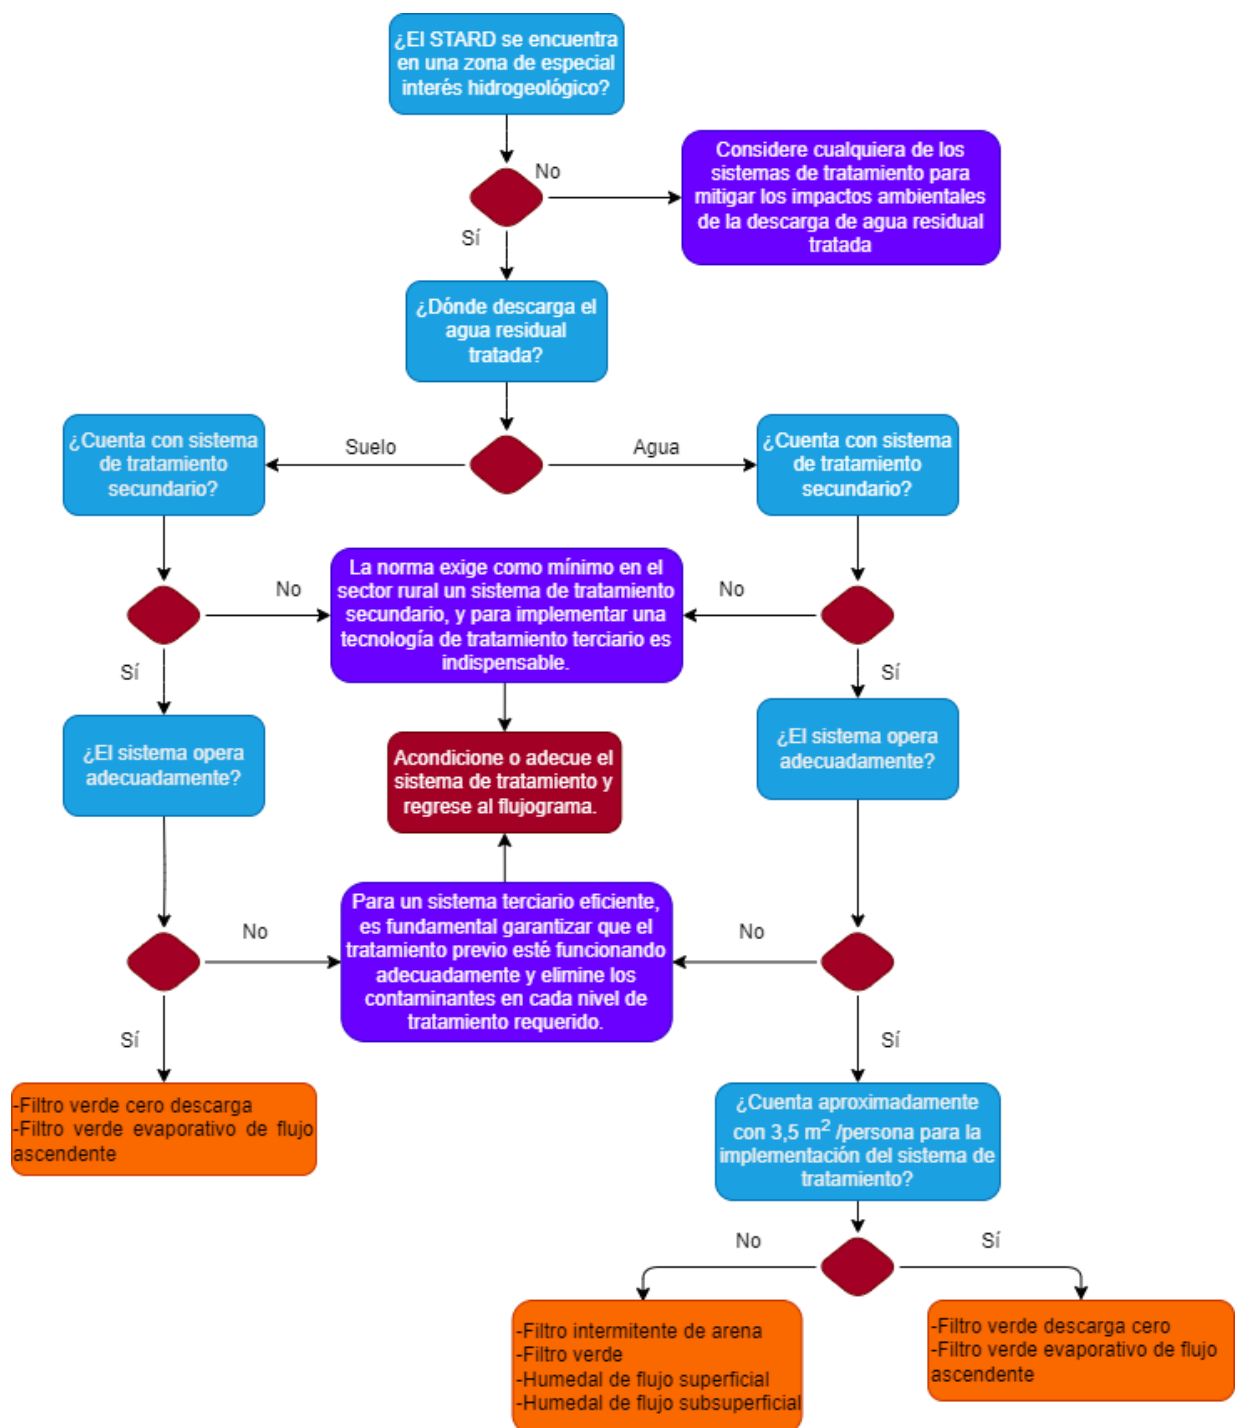 ¿El STARD se encuentra
en una zona de especial
interés hidrogeológico?
No
Considere cualquiera de los
sistemas de tratamiento para
mitigar los impactos ambientales
de la descarga de agua residual
tratada
Sí
¿Dónde descarga el
agua residual
tratada?
¿Cuenta con sistema
de tratamiento
secundario?
Suelo
Agua
¿Cuenta con sistema
de tratamiento
secundario?
No
La norma exige como mínimo en el
sector rural un sistema de tratamiento
secundario, y para implementar una
tecnología de tratamiento terciario es
indispensable.
No
Sí
Sí
¿El sistema opera
adecuadamente?
Acondicione o adecue el
sistema de tratamiento y
regrese al flujograma.
¿El sistema opera
adecuadamente?
No
Para un sistema terciario eficiente,
es fundamental garantizar que el
tratamiento previo esté funcionando
adecuadamente y elimine los
contaminantes en cada nivel de
tratamiento requerido.
No
Sí
Sí
-Filtro verde cero descarga
-Filtro verde evaporativo de flujo
ascendente
¿Cuenta aproximadamente
con 3,5 m² /persona para la
implementación del sistema de
tratamiento?
No
Sí
-Filtro intermitente de arena
-Filtro verde
-Humedal de flujo superficial
-Humedal de flujo subsuperficial
-Filtro verde descarga cero
-Filtro verde evaporativo de flujo
ascendente